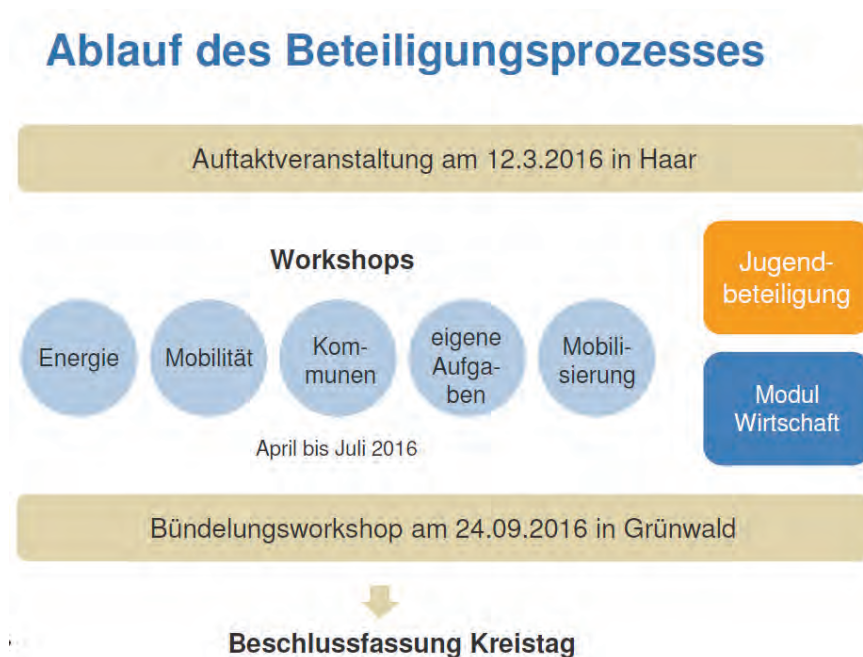 Ablauf des Beteiligungsprozesses
Auftaktveranstaltung am 12.3.2016 in Haar
Workshops
Energie
Mobilität
Kom-
munen
eigene
Aufga-
ben
Mobili-
sierung
April bis Juli 2016
Jugend-
beteiligung
Modul
Wirtschaft
Bündelungsworkshop am 24.09.2016 in Grünwald
Beschlussfassung Kreistag